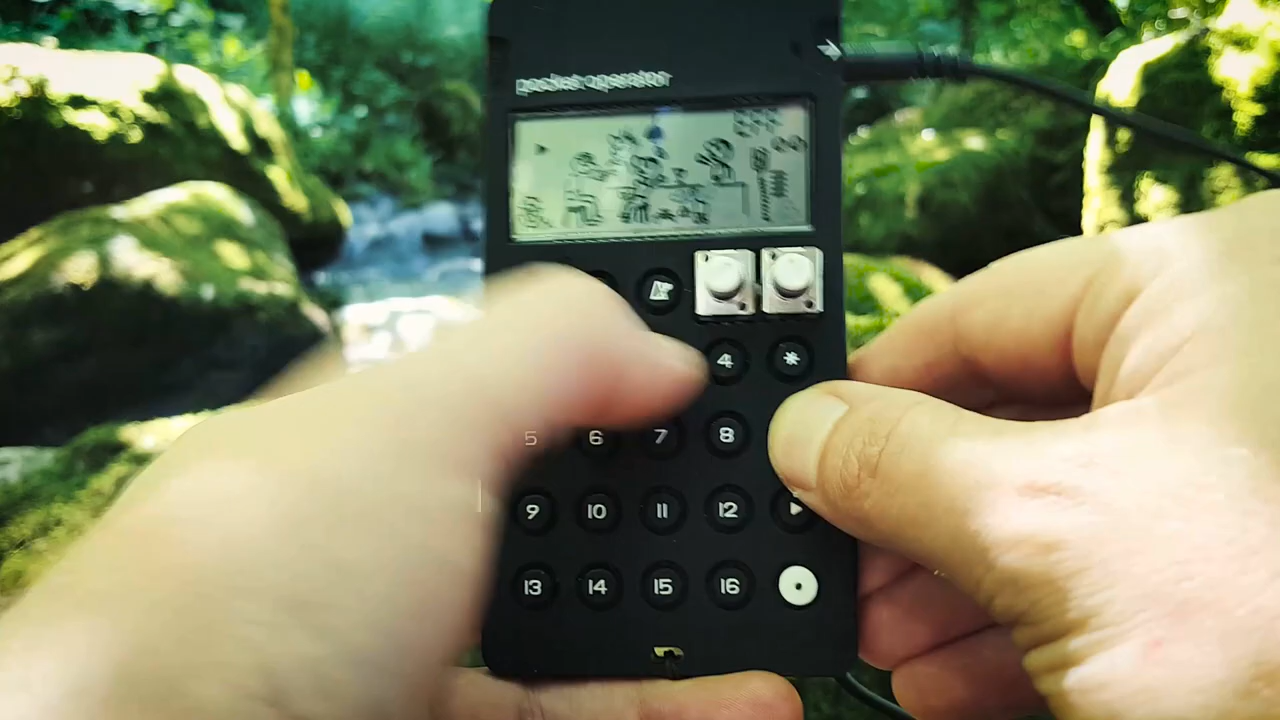 pocket operator
4 *
5 6 7 8
9 10 11 12
13 14 15 16